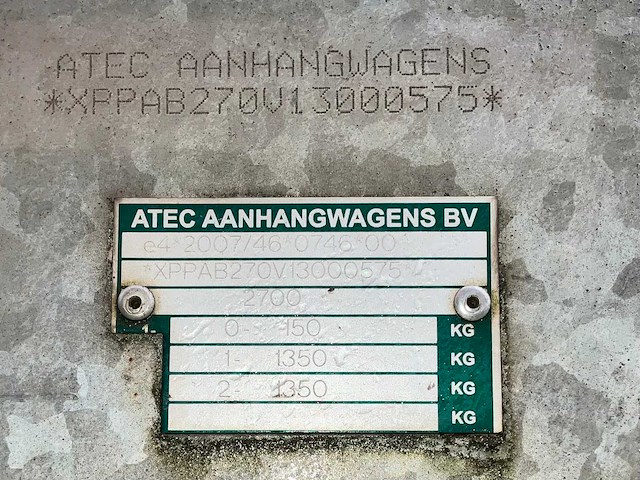 ATEC AANHANGWAGENS
*XPPAB270V13000575*
ATEC AANHANGWAGENS BV
e4*2007/46*0746*00
*XPPAB270V13000575*
2700
0- 150 KG
1- 1350 KG
2- 1350 KG
KG